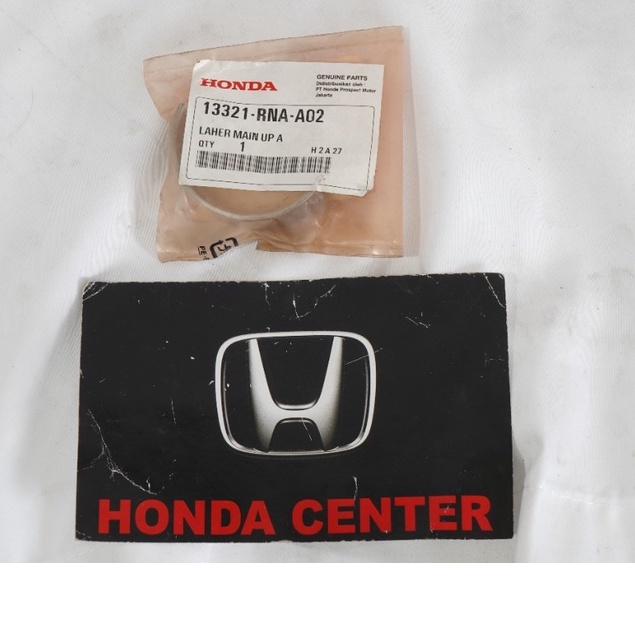 HONDA
GENUINE PARTS
Didistribusikan oleh :
PT Honda Prospect Motor
Jakarta
13321-RNA-A02
LAHER MAIN UP A
QTY 1 H 2 A 27
HONDA CENTER